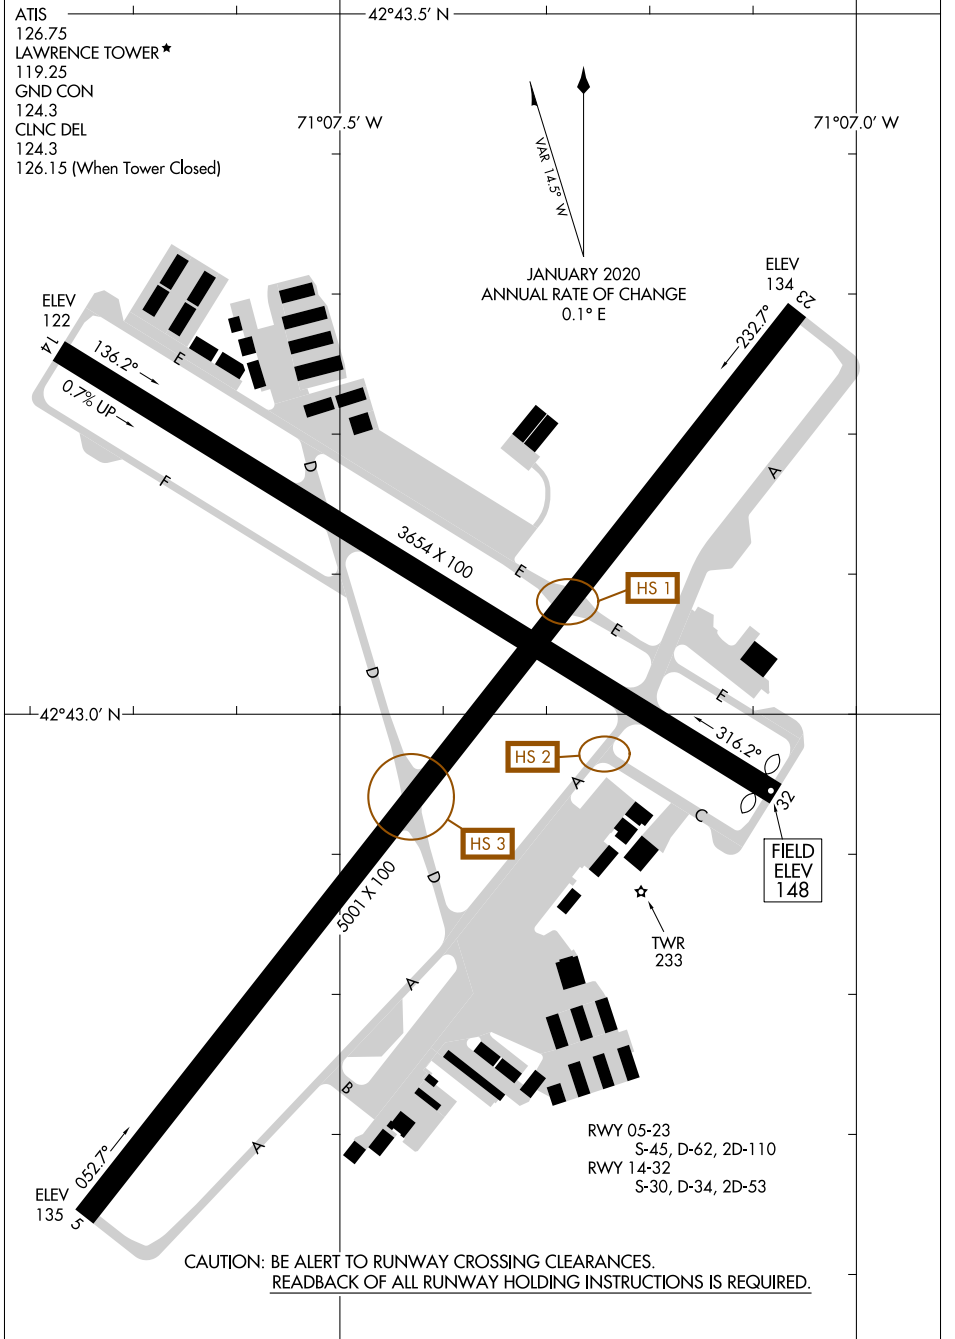 ATIS
126.75
LAWRENCE TOWER★
119.25
GND CON
124.3
CLNC DEL
124.3
126.15 (When Tower Closed)
42°43.5' N
71°07.5' W
71°07.0' W
VAR 14.5° W
JANUARY 2020
ANNUAL RATE OF CHANGE
0.1° E
ELEV
134
23
232.7°
ELEV
122
14
136.2°
0.7% UP
E
D
F
A
3654 X 100
E
HS 1
E
D
E
42°43.0' N
316.2°
HS 2
A
C
32
HS 3
FIELD
ELEV
148
D
5001 X 100
TWR
233
A
B
A
RWY 05-23
S-45, D-62, 2D-110
RWY 14-32
S-30, D-34, 2D-53
052.7°
ELEV
135
5
CAUTION: BE ALERT TO RUNWAY CROSSING CLEARANCES.
READBACK OF ALL RUNWAY HOLDING INSTRUCTIONS IS REQUIRED.